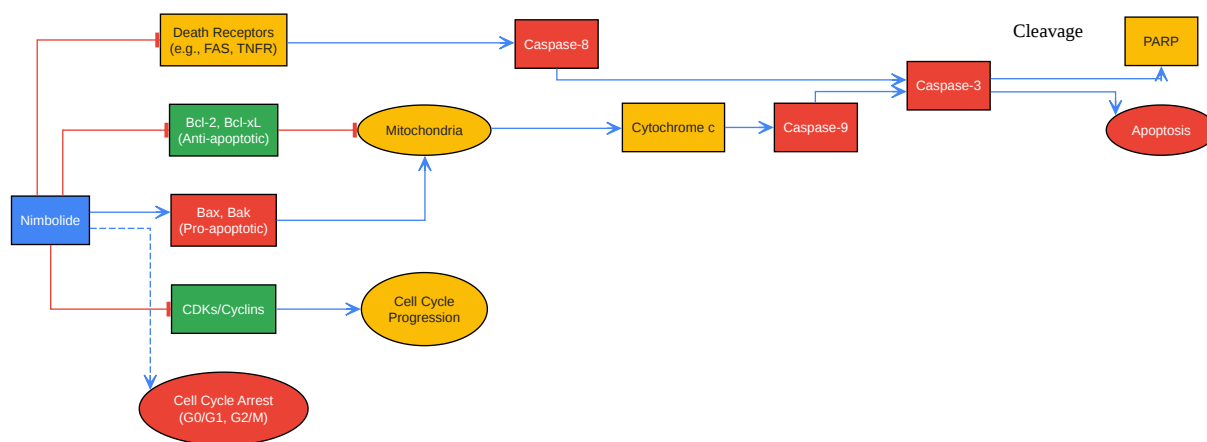 Death Receptors
(e.g., FAS, TNFR)
Caspase-8
Cleavage
PARP
Caspase-3
Bcl-2, Bcl-xL
(Anti-apoptotic)
Mitochondria
Cytochrome c
Caspase-9
Apoptosis
Nimbolide
Bax, Bak
(Pro-apoptotic)
CDKs/Cyclins
Cell Cycle
Progression
Cell Cycle Arrest
(G0/G1, G2/M)